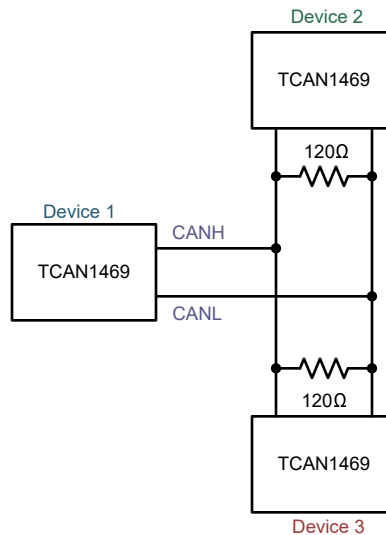 Device 2
TCAN1469
120Ω
Device 1
CANH
TCAN1469
CANL
120Ω
TCAN1469
Device 3